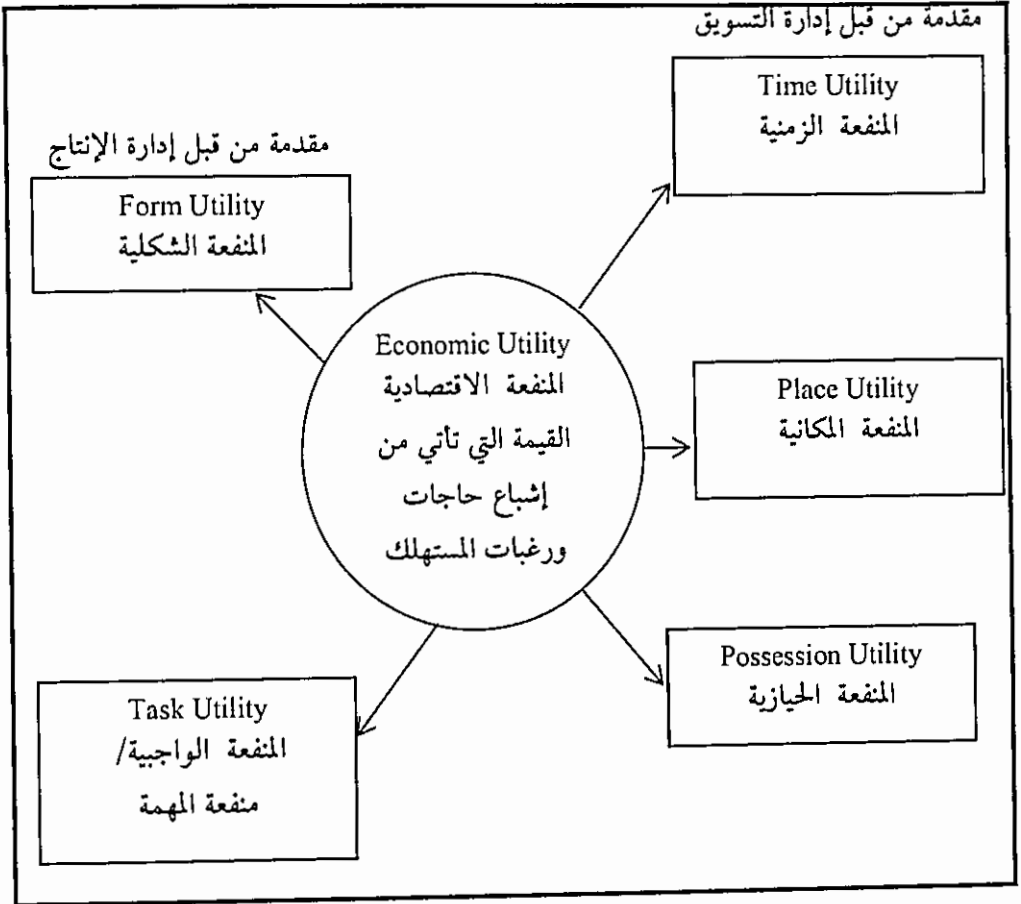 مقدمة من قبل إدارة التسويق
Time Utility
المنفعة الزمنية
مقدمة من قبل إدارة الإنتاج
Form Utility
المنفعة الشكلية
Economic Utility
المنفعة الاقتصادية
القيمة التي تأتي من
إشباع حاجات
ورغبات المستهلك
Place Utility
المنفعة المكانية
Possession Utility
المنفعة الحيازية
Task Utility
المنفعة الواجبية/
منفعة المهمة